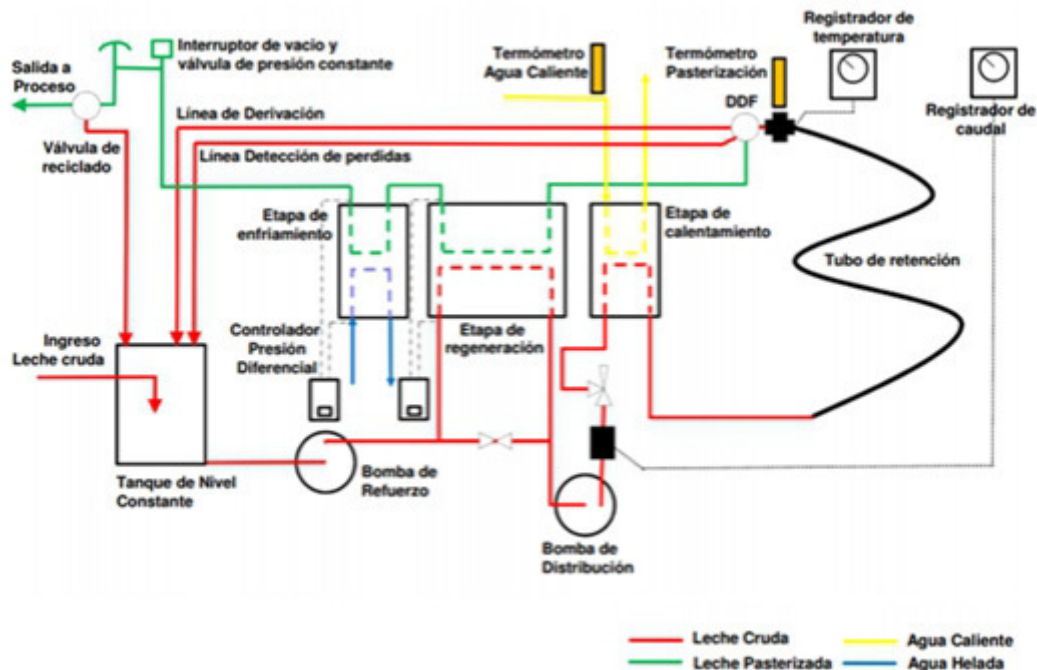 Registrador de
temperatura
Interruptor de vacio y
válvula de presión constante
Termómetro
Agua Caliente
Termómetro
Pasterización
Salida a
Proceso
DDF
Registrador de
caudal
Línea de Derivación
Válvula de
reciclado
Línea Detección de perdidas
Etapa de
enfriamiento
Etapa de
calentamiento
Tubo de retención
Ingreso
Leche cruda
Controlador
Presión
Diferencial
Etapa de
regeneración
Tanque de Nivel
Constante
Bomba de
Refuerzo
Bomba de
Distribución
Leche Cruda
Agua Caliente
Leche Pasterizada
Agua Helada